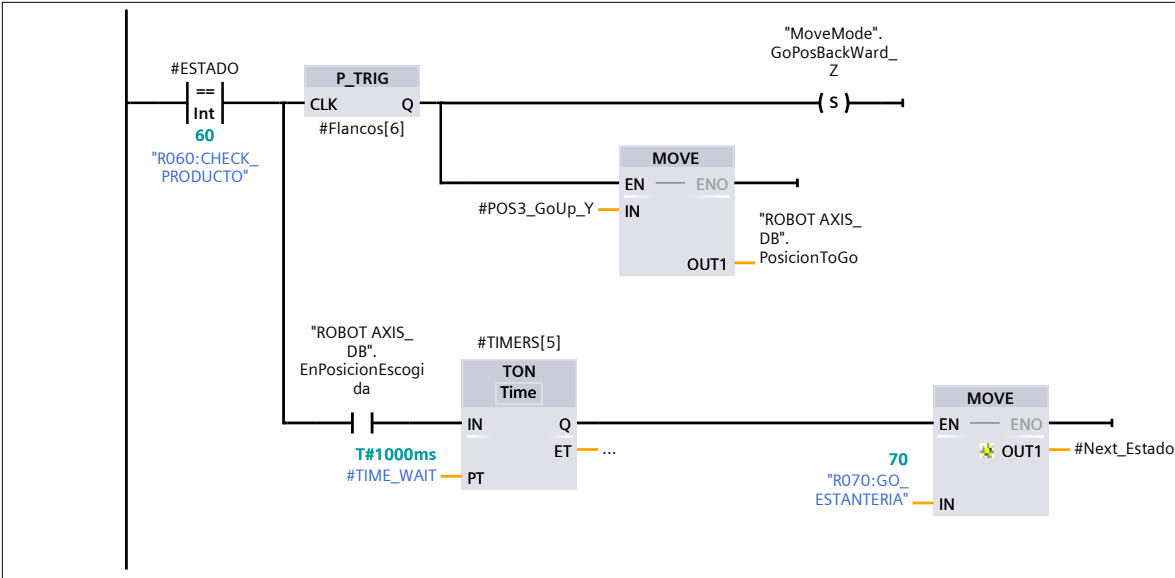 #ESTADO
==
Int
60
"R060:CHECK_
PRODUCTO"
P_TRIG
CLK
Q
#Flancos[6]
"MoveMode".
GoPosBackWard_
Z
S
MOVE
EN
ENO
#POS3_GoUp_Y
IN
OUT1
"ROBOT AXIS_
DB".
PosicionToGo
"ROBOT AXIS_
DB".
EnPosicionEscogi
da
#TIMERS[5]
TON
Time
IN
Q
ET
...
T#1000ms
#TIME_WAIT
PT
MOVE
EN
ENO
OUT1
#Next_Estado
70
"R070:GO_
ESTANTERIA"
IN